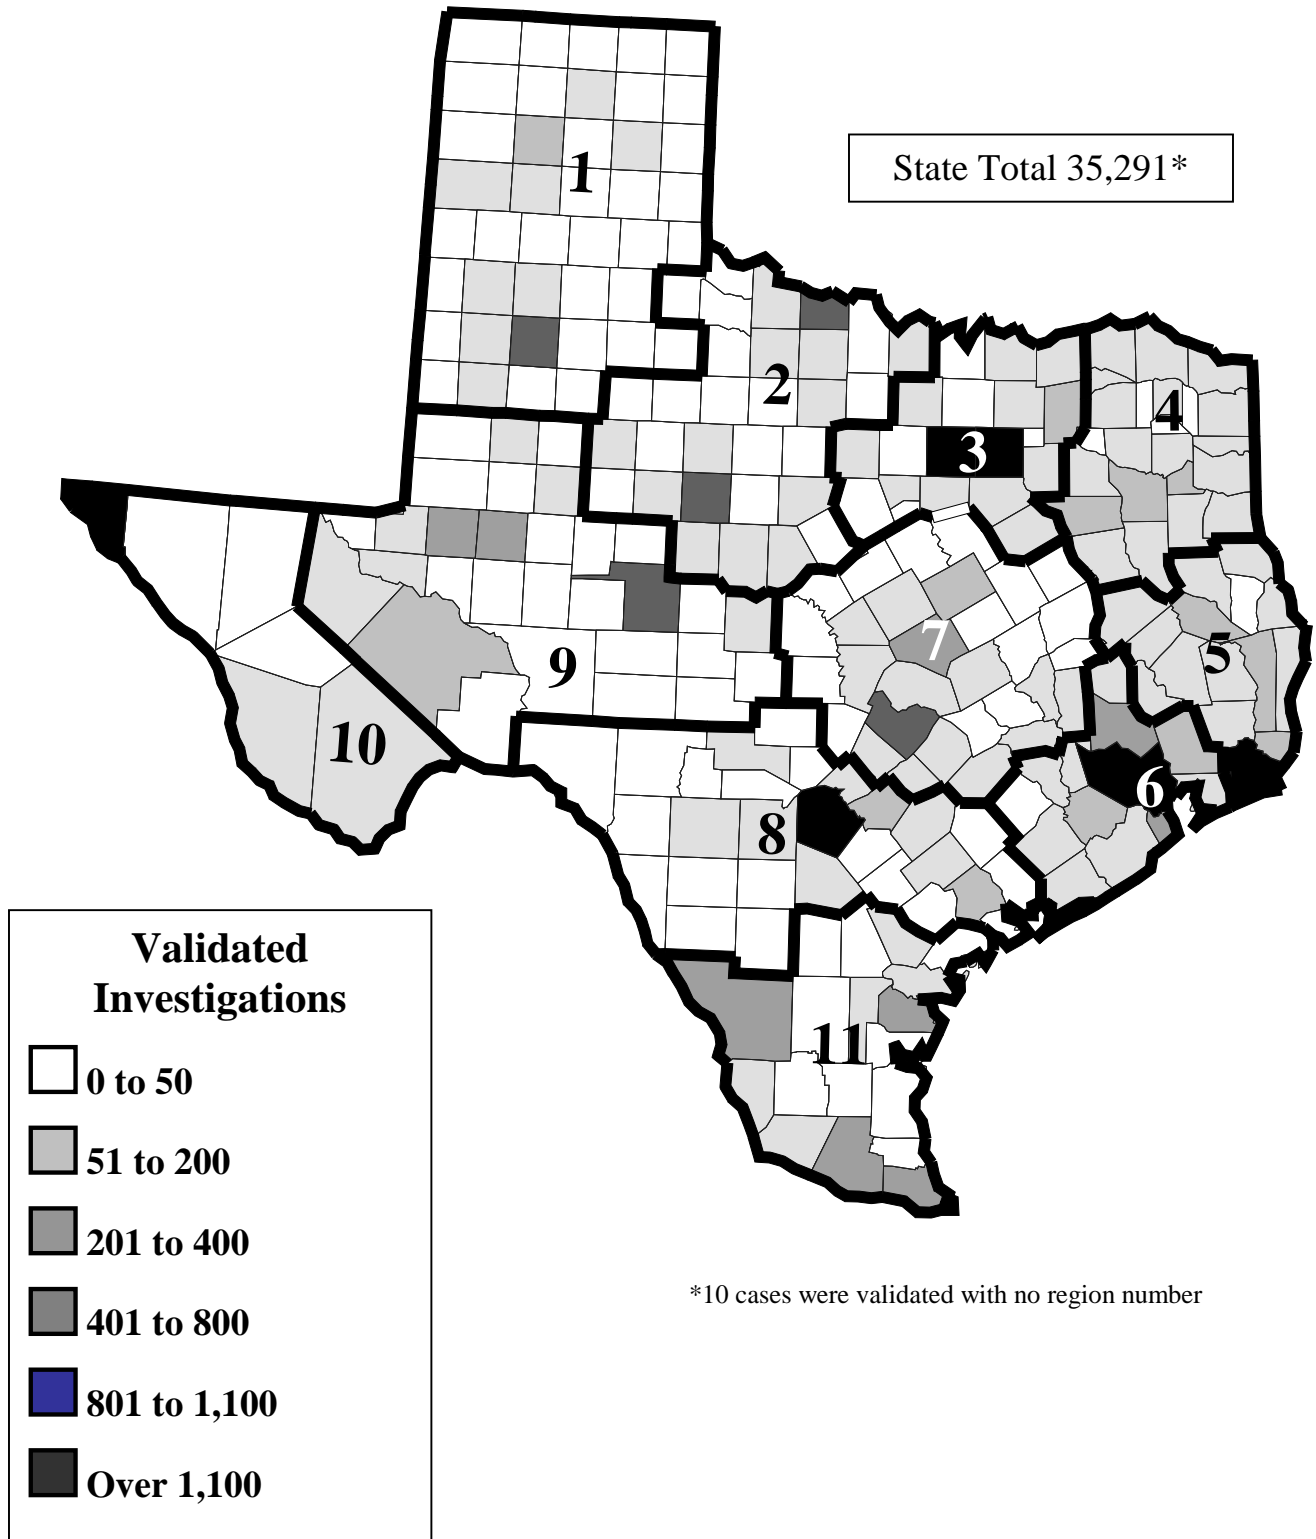 State Total 35,291*
1
2
3
4
5
6
7
8
9
10
11
Validated
Investigations
0 to 50
51 to 200
201 to 400
401 to 800
801 to 1,100
Over 1,100
*10 cases were validated with no region number